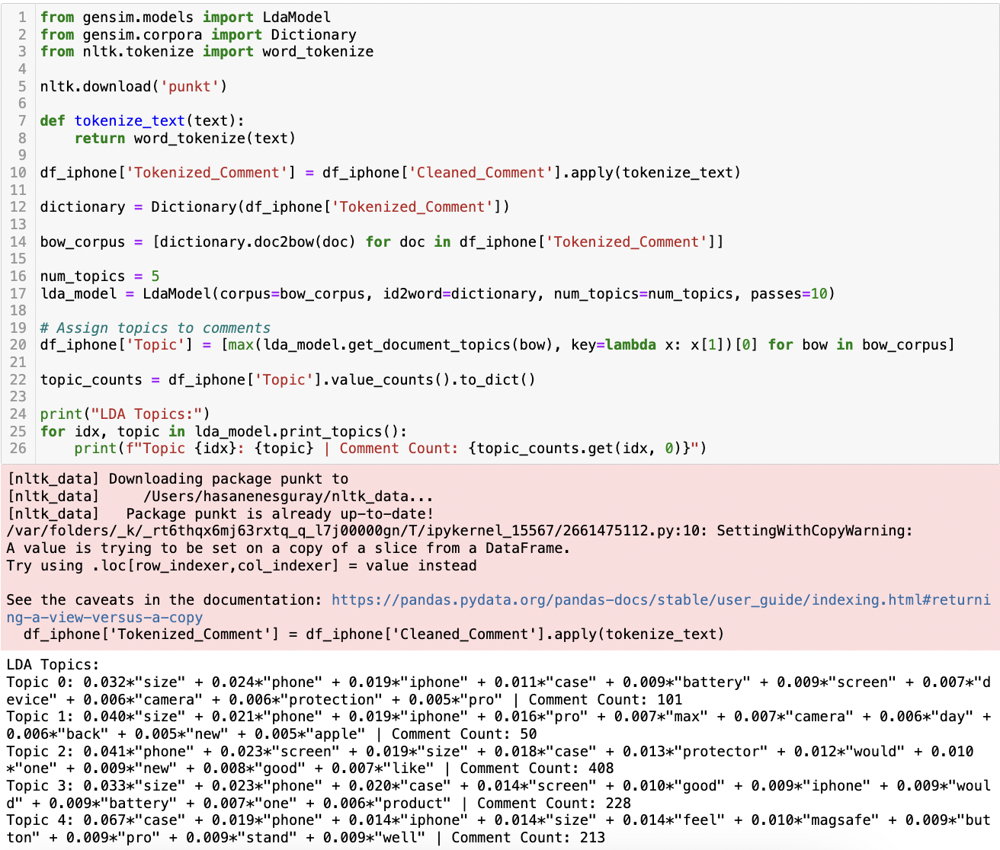 1 from gensim.models import LdaModel
2 from gensim.corpora import Dictionary
3 from nltk.tokenize import word_tokenize
4
5 nltk.download('punkt')
6
7 def tokenize_text(text):
8     return word_tokenize(text)
9
10 df_iphone['Tokenized_Comment'] = df_iphone['Cleaned_Comment'].apply(tokenize_text)
11
12 dictionary = Dictionary(df_iphone['Tokenized_Comment'])
13
14 bow_corpus = [dictionary.doc2bow(doc) for doc in df_iphone['Tokenized_Comment']]
15
16 num_topics = 5
17 lda_model = LdaModel(corpus=bow_corpus, id2word=dictionary, num_topics=num_topics, passes=10)
18
19 # Assign topics to comments
20 df_iphone['Topic'] = [max(lda_model.get_document_topics(bow), key=lambda x: x[1])[0] for bow in bow_corpus]
21
22 topic_counts = df_iphone['Topic'].value_counts().to_dict()
23
24 print("LDA Topics:")
25 for idx, topic in lda_model.print_topics():
26     print(f"Topic {idx}: {topic} | Comment Count: {topic_counts.get(idx, 0)}")
[nltk_data] Downloading package punkt to
[nltk_data]     /Users/hasanenesguray/nltk_data...
[nltk_data]   Package punkt is already up-to-date!
/var/folders/_k/_rt6thqx6mj63rxtq_q_l7j00000gn/T/ipykernel_15567/2661475112.py:10: SettingWithCopyWarning:
A value is trying to be set on a copy of a slice from a DataFrame.
Try using .loc[row_indexer,col_indexer] = value instead

See the caveats in the documentation: https://pandas.pydata.org/pandas-docs/stable/user_guide/indexing.html#returni
ng-a-view-versus-a-copy
  df_iphone['Tokenized_Comment'] = df_iphone['Cleaned_Comment'].apply(tokenize_text)
LDA Topics:
Topic 0: 0.032*"size" + 0.024*"phone" + 0.019*"iphone" + 0.011*"case" + 0.009*"battery" + 0.009*"screen" + 0.007*"d
evice" + 0.006*"camera" + 0.006*"protection" + 0.005*"pro" | Comment Count: 101
Topic 1: 0.040*"size" + 0.021*"phone" + 0.019*"iphone" + 0.016*"pro" + 0.007*"max" + 0.007*"camera" + 0.006*"day" +
0.006*"back" + 0.005*"new" + 0.005*"apple" | Comment Count: 50
Topic 2: 0.041*"phone" + 0.023*"screen" + 0.019*"size" + 0.018*"case" + 0.013*"protector" + 0.012*"would" + 0.010
*"one" + 0.009*"new" + 0.008*"good" + 0.007*"like" | Comment Count: 408
Topic 3: 0.033*"size" + 0.023*"phone" + 0.020*"case" + 0.014*"screen" + 0.010*"good" + 0.009*"iphone" + 0.009*"woul
d" + 0.009*"battery" + 0.007*"one" + 0.006*"product" | Comment Count: 228
Topic 4: 0.067*"case" + 0.019*"phone" + 0.014*"iphone" + 0.014*"size" + 0.014*"feel" + 0.010*"magsafe" + 0.009*"but
ton" + 0.009*"pro" + 0.009*"stand" + 0.009*"well" | Comment Count: 213